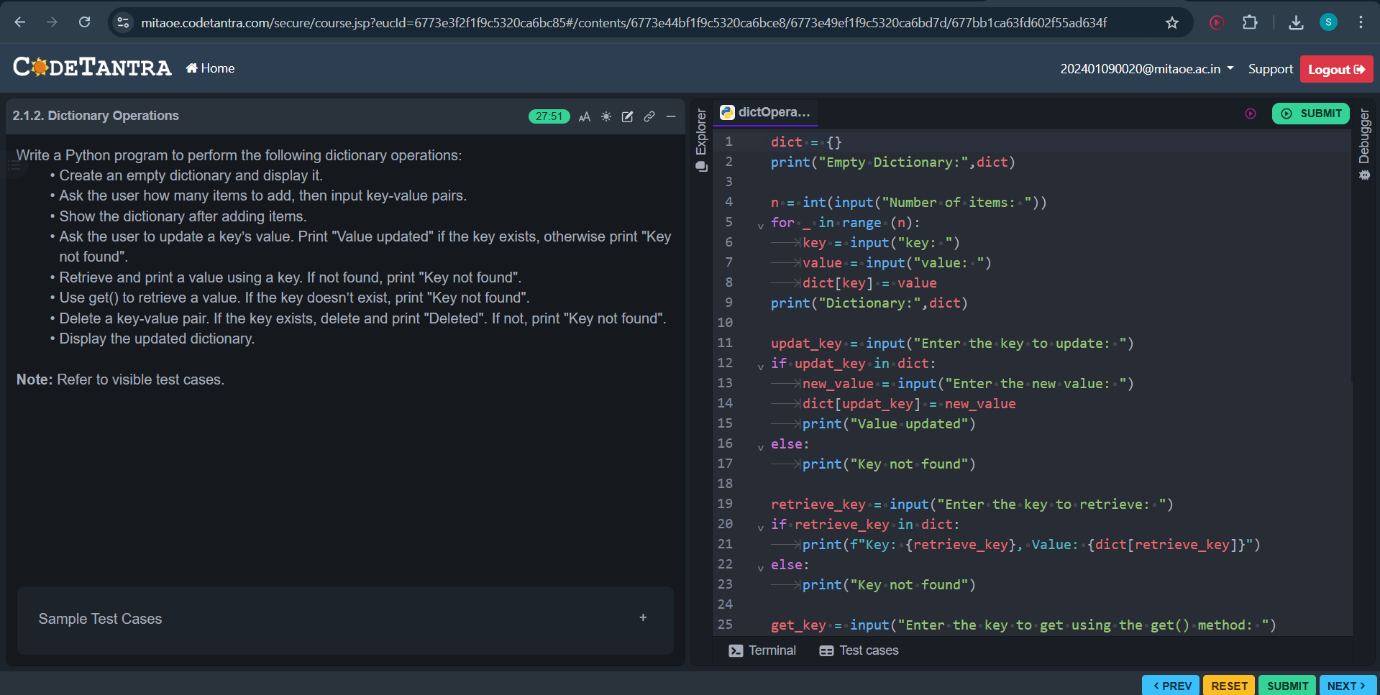 mitaoe.codetantra.com/secure/course.jsp?eucId=6773e3f2f1f9c5320ca6bc85#/contents/6773e44bf1f9c5320ca6bce8/6773e49ef1f9c5320ca6bd7d/677bb1ca63fd602f55ad634f
S
CODETANTRA
Home
202401090020@mitaoe.ac.in
Support
Logout
2.1.2. Dictionary Operations
27:51
AA
Write a Python program to perform the following dictionary operations:
• Create an empty dictionary and display it.
• Ask the user how many items to add, then input key-value pairs.
• Show the dictionary after adding items.
• Ask the user to update a key's value. Print "Value updated" if the key exists, otherwise print "Key
not found".
• Retrieve and print a value using a key. If not found, print "Key not found".
• Use get() to retrieve a value. If the key doesn't exist, print "Key not found".
• Delete a key-value pair. If the key exists, delete and print "Deleted". If not, print "Key not found".
• Display the updated dictionary.
Note: Refer to visible test cases.
Sample Test Cases
+
Explorer
dictOpera...
SUBMIT
Debugger
1 dict = {}
2 print("Empty Dictionary:",dict)
3
4 n = int(input("Number of items: "))
5 for _ in range (n):
6 key = input("key: ")
7 value = input("value: ")
8 dict[key] = value
9 print("Dictionary:",dict)
10
11 updat_key = input("Enter the key to update: ")
12 if updat_key in dict:
13 new_value = input("Enter the new value: ")
14 dict[updat_key] = new_value
15 print("Value updated")
16 else:
17 print("Key not found")
18
19 retrieve_key = input("Enter the key to retrieve: ")
20 if retrieve_key in dict:
21 print(f"Key: {retrieve_key}, Value: {dict[retrieve_key]}")
22 else:
23 print("Key not found")
24
25 get_key = input("Enter the key to get using the get() method: ")
Terminal
Test cases
< PREV
RESET
SUBMIT
NEXT >